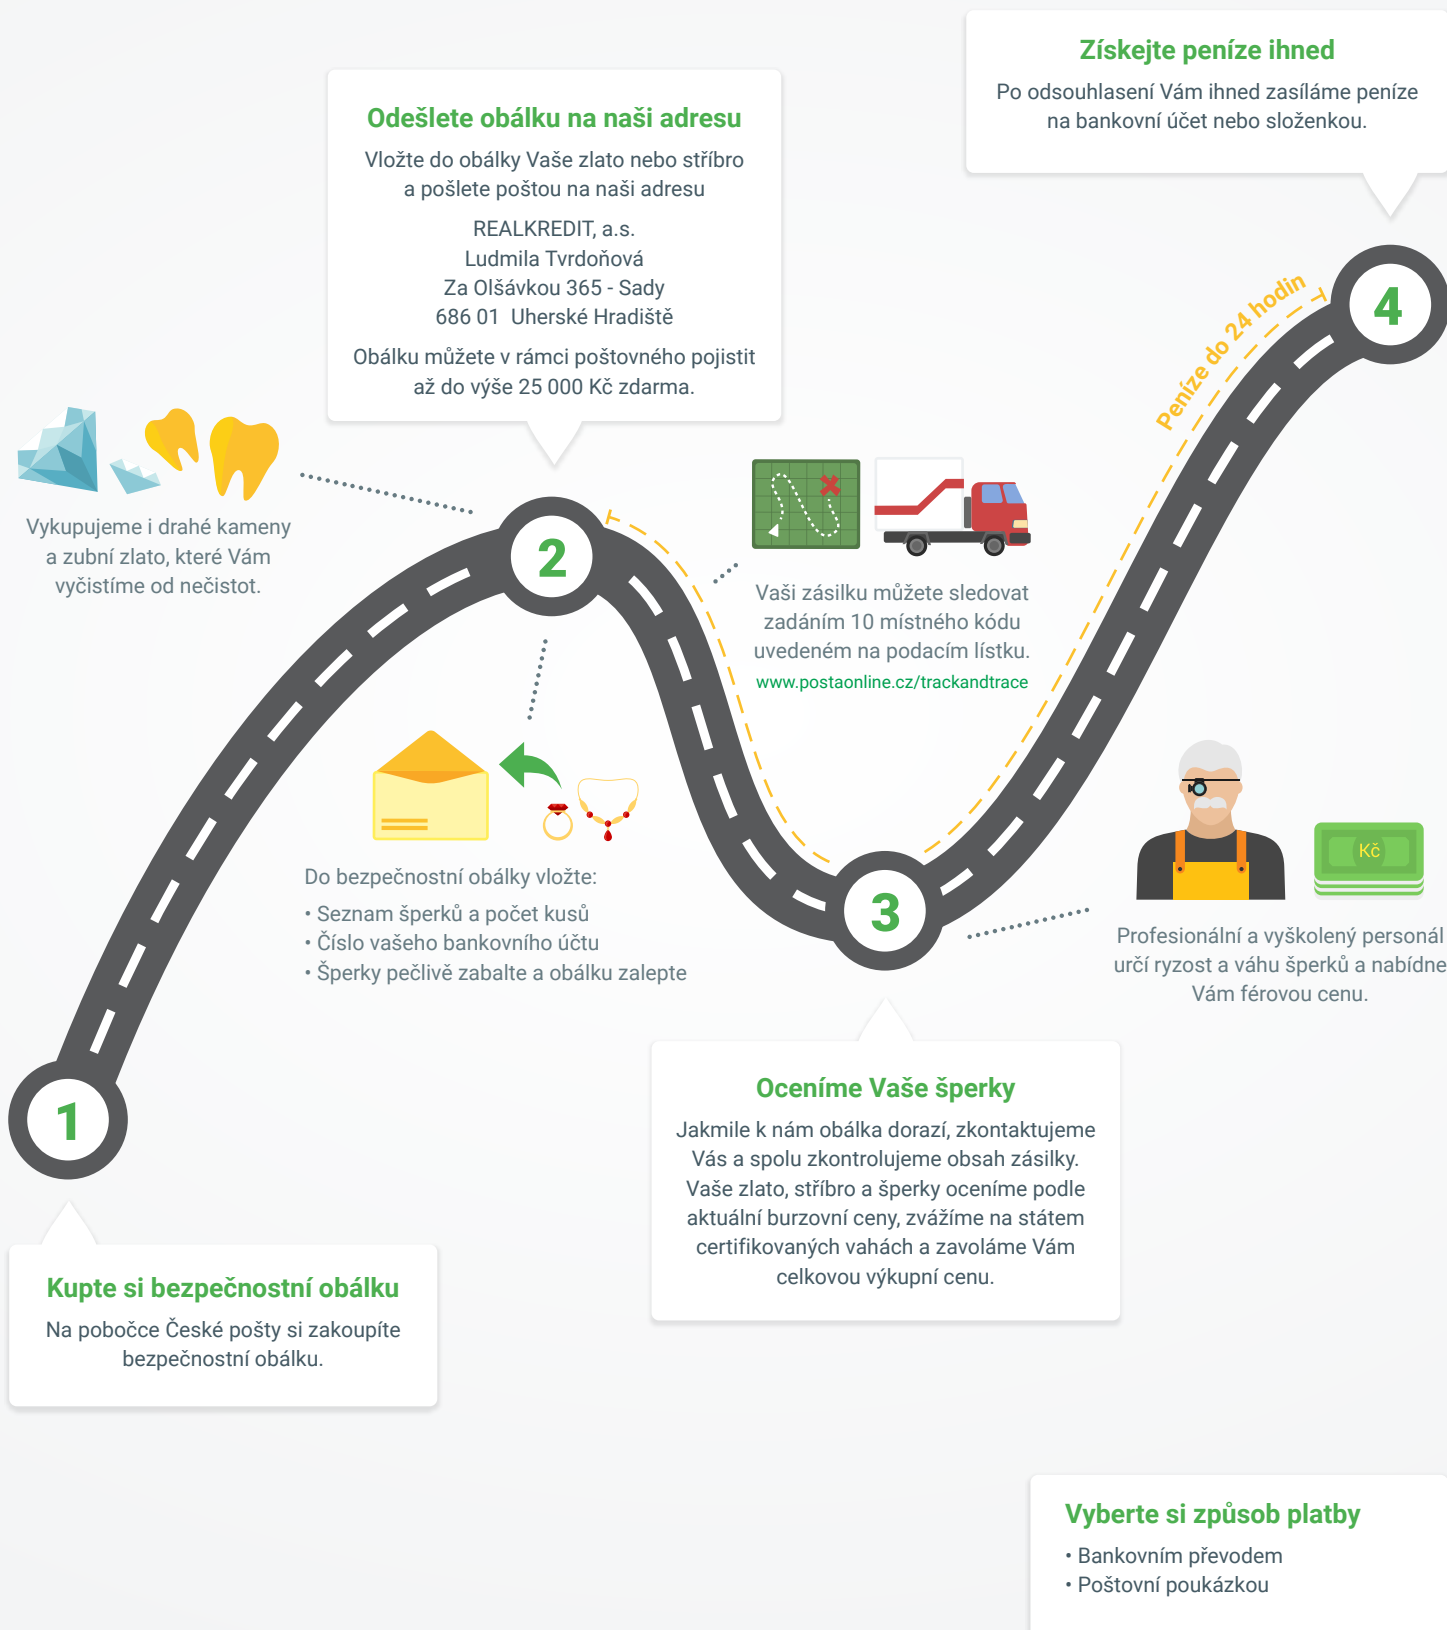 Získejte peníze ihned
Po odsouhlasení Vám ihned zasíláme peníze
na bankovní účet nebo složenkou.
Odešlete obálku na naši adresu
Vložte do obálky Vaše zlato nebo stříbro
a pošlete poštou na naši adresu
REALKREDIT, a.s.
Ludmila Tvrdoňová
Za Olšávkou 365 - Sady
686 01 Uherské Hradiště
Obálku můžete v rámci poštovného pojistit
až do výše 25 000 Kč zdarma.
4
Peníze do 24 hodin
Vykupujeme i drahé kameny
a zubní zlato, které Vám
vyčistíme od nečistot.
2
Vaši zásilku můžete sledovat
zadáním 10 místného kódu
uvedeném na podacím lístku.
www.postaonline.cz/trackandtrace
Do bezpečnostní obálky vložte:
• Seznam šperků a počet kusů
• Číslo vašeho bankovního účtu
• Šperky pečlivě zabalte a obálku zalepte
3
Kč
Profesionální a vyškolený personál
určí ryzost a váhu šperků a nabídne
Vám férovou cenu.
1
Oceníme Vaše šperky
Jakmile k nám obálka dorazí, zkontaktujeme
Vás a spolu zkontrolujeme obsah zásilky.
Vaše zlato, stříbro a šperky oceníme podle
aktuální burzovní ceny, zvážíme na státem
certifikovaných vahách a zavoláme Vám
celkovou výkupní cenu.
Kupte si bezpečnostní obálku
Na pobočce České pošty si zakoupíte
bezpečnostní obálku.
Vyberte si způsob platby
• Bankovním převodem
• Poštovní poukázkou